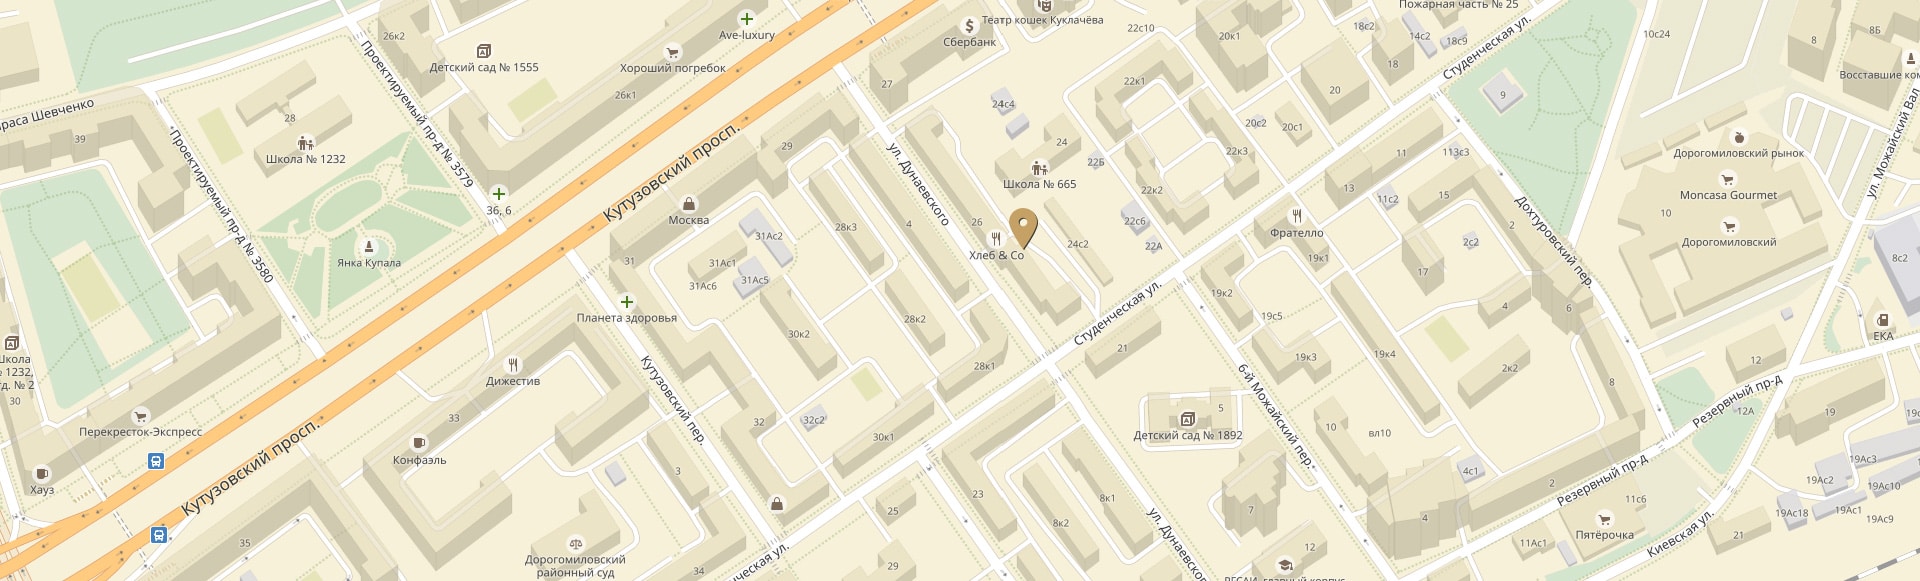 Театр кошек Куклачёва
Пожарная часть № 25
Ave-luxury
Сбербанк
22с10
20к1
18с2
14с2
18с9
Студенческая ул.
10с24
8
8Б
26к2
Детский сад № 1555
Хороший погребок
26к1
27
22к1
18
20
9
Проектируемый пр-д № 3579
24с4
20с2
20с1
39
28
Школа № 1232
29
24
22Б
22к3
11
113с3
Дорогомиловский рынок
ул. Можайский Вал
Проектируемый пр-д № 3580
36, 6
Кутузовский просп.
Москва
ул. Дунаевского
Школа № 665
22к2
13
11с2
15
Moncasa Gourmet
10
Янка Купала
31Ас2
28к3
4
26
Хлеб & Co
24с2
22с6
22А
Фрателло
19к1
2с2
2
Дорогомиловский
Дохтуровский пер.
8с2
31
31Ас1
31Ас5
31Ас6
17
Планета здоровья
30к2
28к2
Студенческая ул.
19к2
19с5
4
6
ЕКА
Школа
№ 1232,
№ 2
30
Дижестив
Кутузовский пер.
28к1
21
19к3
19к4
2к2
8
12
Перекресток-Экспресс
33
32
32с2
30к1
5
Детский сад № 1892
6-й Можайский пер.
10
вл10
Резервный пр-д
12А
19
Хауз
Кутузовский просп.
Конфаэль
3
23
8к1
8к2
7
4с1
2
Резервный пр-д
11с6
19Ас3
19Ас2
19Ас10
35
Дорогомиловский
районный суд
25
29
34
ул. Дунаевского
12
4
Пятёрочка
11Ас1
Киевская ул.
21
19Ас18
19Ас1
19Ас9